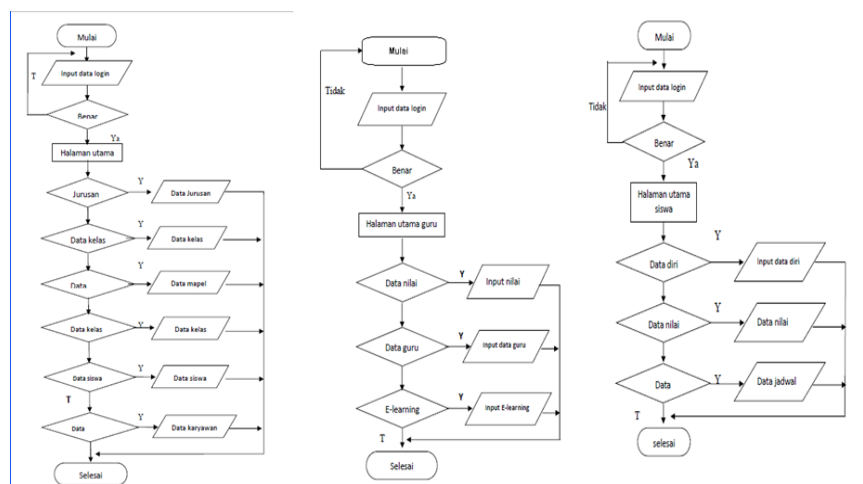 Mulai
Input data login
T
Benar
Ya
Halaman utama
Jurusan
Y
Data Jurusan
Data kelas
Y
Data kelas
Data
Y
Data mapel
Data kelas
Y
Data kelas
Data siswa
Y
Data siswa
T
Data
Y
Data karyawan
Selesai
Mulai
Tidak
Input data login
Benar
Ya
Halaman utama guru
Data nilai
Y
Input nilai
Data guru
Y
Input data guru
E-learning
Y
Input E-learning
T
Selesai
Mulai
Input data login
Tidak
Benar
Ya
Halaman utama
siswa
Data diri
Y
Input data diri
Data nilai
Y
Data nilai
Data
Y
Data jadwal
T
selesai